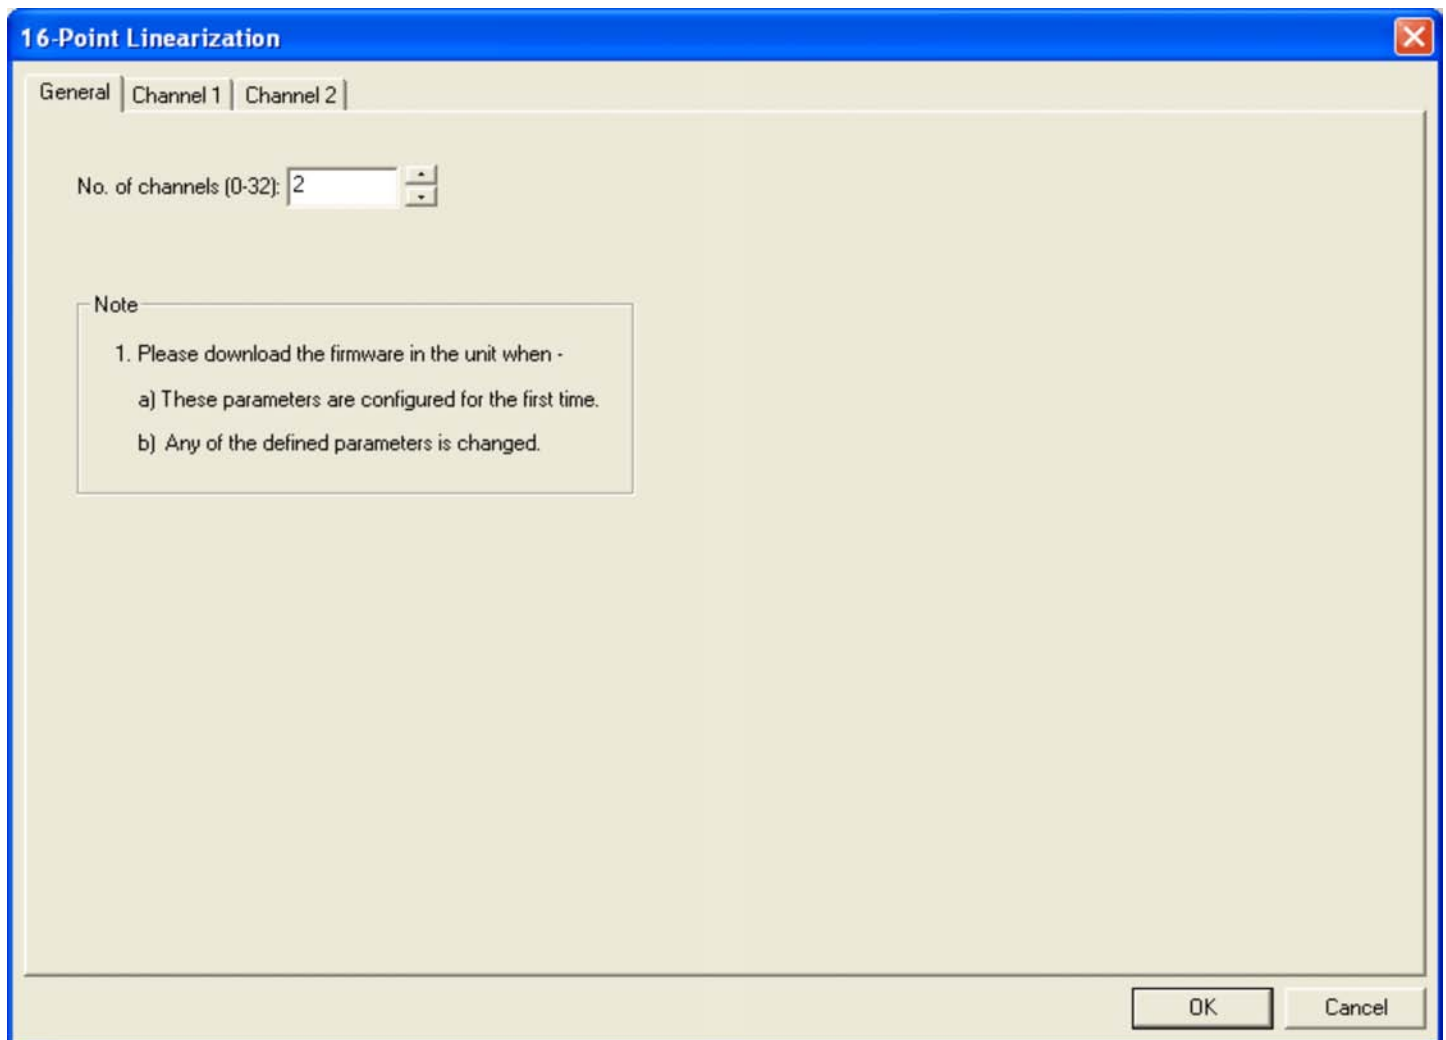 16-Point Linearization
General Channel 1 Channel 2
No. of channels (0-32): 2
Note
1. Please download the firmware in the unit when -
a) These parameters are configured for the first time.
b) Any of the defined parameters is changed.
OK Cancel